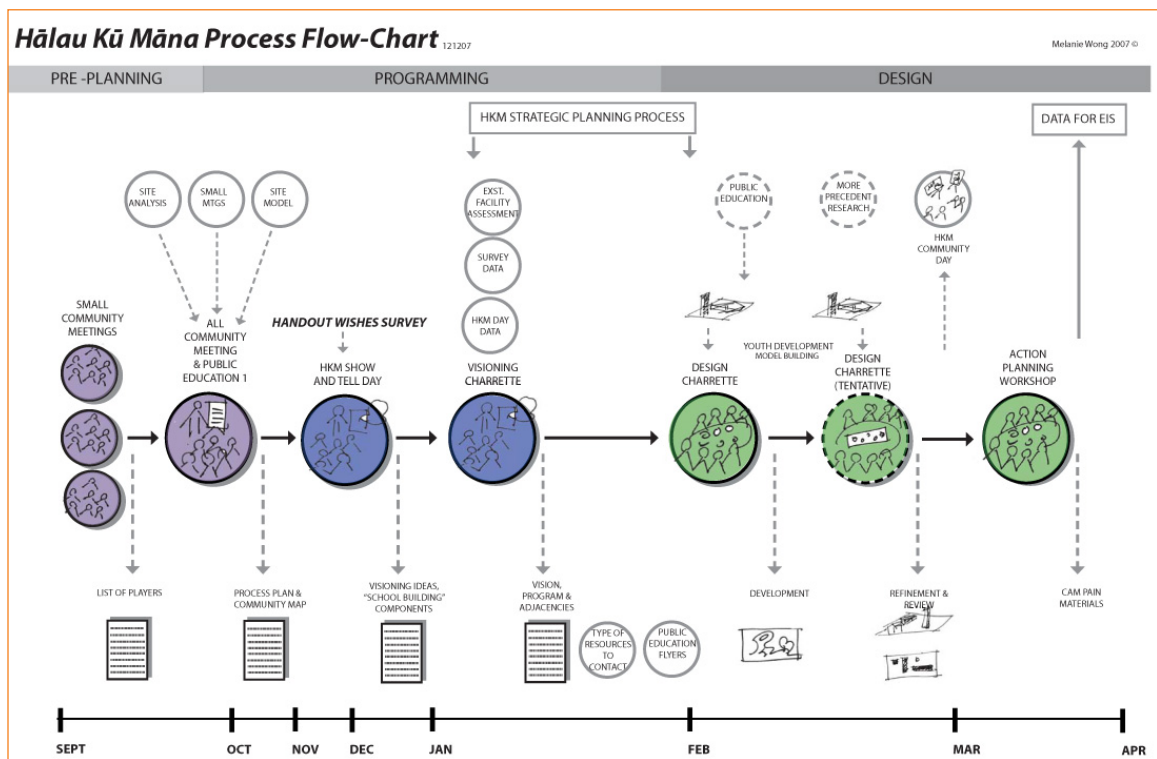 Hālau Kū Māna Process Flow-Chart 121207
Melanie Wong 2007 ©
PRE -PLANNING
PROGRAMMING
DESIGN
HKM STRATEGIC PLANNING PROCESS
DATA FOR EIS
SITE
ANALYSIS
SMALL
MTGS
SITE
MODEL
EXST.
FACILITY
ASSESSMENT
SURVEY
DATA
HKM DAY
DATA
PUBLIC
EDUCATION
MORE
PRECEDENT
RESEARCH
HKM
COMMUNITY
DAY
SMALL
COMMUNITY
MEETINGS
ALL
COMMUNITY
MEETING
& PUBLIC
EDUCATION 1
HANDOUT WISHES SURVEY
HKM SHOW
AND TELL DAY
VISIONING
CHARRETTE
DESIGN
CHARRETTE
YOUTH DEVELOPMENT
MODEL BUILDING
DESIGN
CHARRETTE
(TENTATIVE)
ACTION
PLANNING
WORKSHOP
LIST OF PLAYERS
PROCESS PLAN &
COMMUNITY MAP
VISIONING IDEAS,
"SCHOOL BUILDING"
COMPONENTS
VISION,
PROGRAM &
ADJACENCIES
TYPE OF
RESOURCES
TO
CONTACT
PUBLIC
EDUCATION
FLYERS
DEVELOPMENT
REFINEMENT &
REVIEW
CAM PAIN
MATERIALS
SEPT
OCT
NOV
DEC
JAN
FEB
MAR
APR